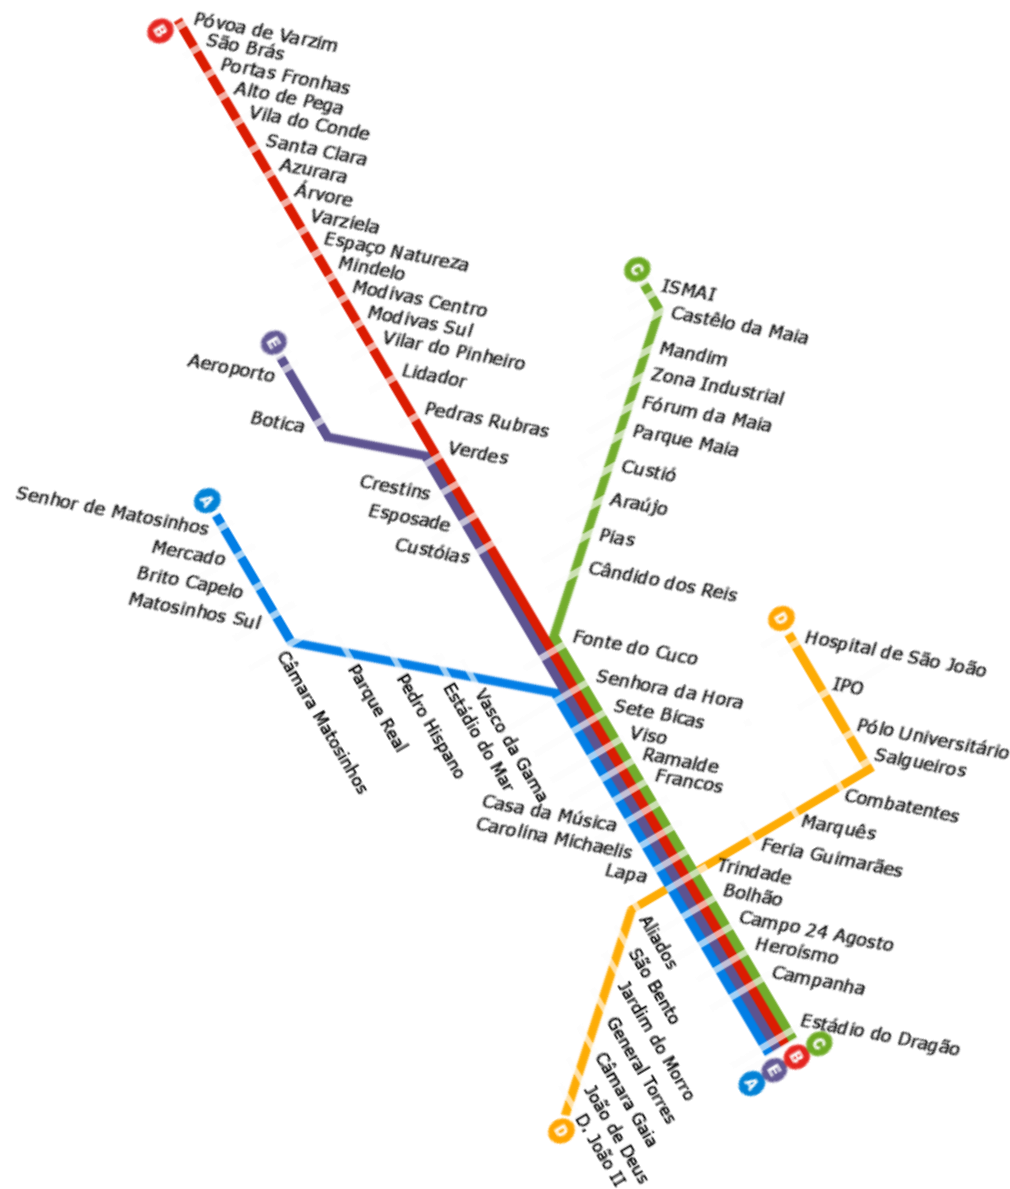 B
Póvoa de Varzim
São Brás
Portas Fronhas
Alto de Pega
Vila do Conde
Santa Clara
Azurara
Árvore
Varziela
Espaço Natureza
Mindelo
Modivas Centro
Modivas Sul
Vilar do Pinheiro
Lidador
Pedras Rubras
Verdes
E
Aeroporto
Botica
Crestins
Esposade
Custóias
C
ISMAI
Castêlo da Maia
Mandim
Zona Industrial
Fórum da Maia
Parque Maia
Custió
Araújo
Pias
Cândido dos Reis
Fonte do Cuco
Senhora da Hora
Sete Bicas
Viso
Ramalde
Francos
A
Senhor de Matosinhos
Mercado
Brito Capelo
Matosinhos Sul
Câmara Matosinhos
Parque Real
Pedro Hispano
Estádio do Mar
Vasco da Gama
Casa da Música
Carolina Michaelis
Lapa
D
Hospital de São João
IPO
Pólo Universitário
Salgueiros
Combatentes
Marquês
Feria Guimarães
Trindade
Bolhão
Campo 24 Agosto
Heroísmo
Campanha
Estádio do Dragão
Aliados
São Bento
Jardim do Morro
General Torres
Câmara Gaia
João de Deus
D. João II
D
A
E
B
C